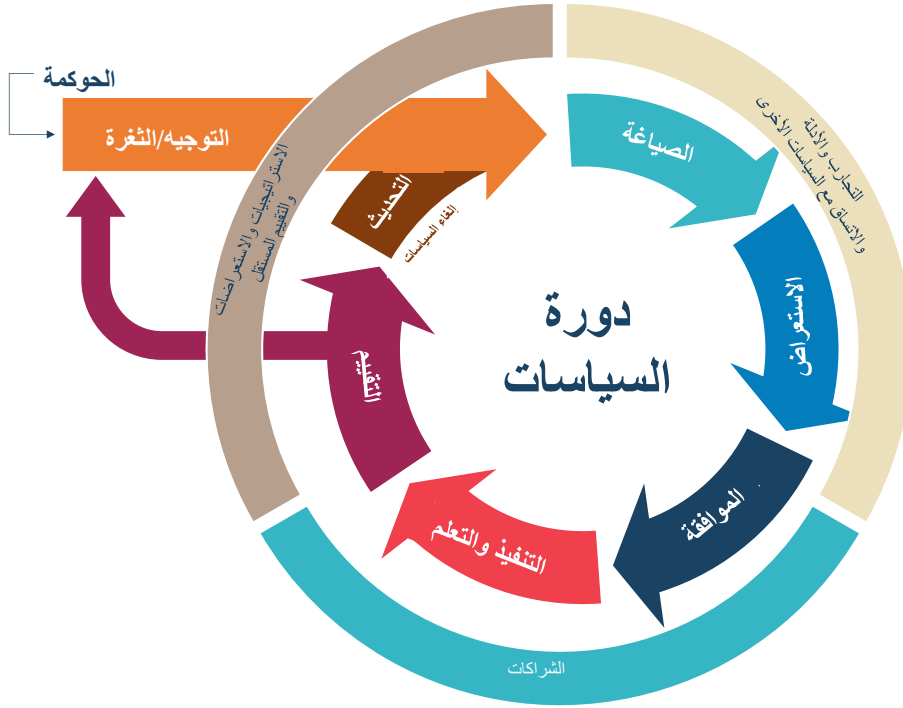 الحوكمة
التوجيه/الثغرة
الصياغة
الاستعراض
الموافقة
التنفيذ والتعلم
التقييم
التحديث
إلغاء السياسات
دورة
السياسات
التجارب والأدلة
والاتساق مع السياسات الأخرى
الشراكات
الاستراتيجيات والاستعراضات
والتقييم المستقل